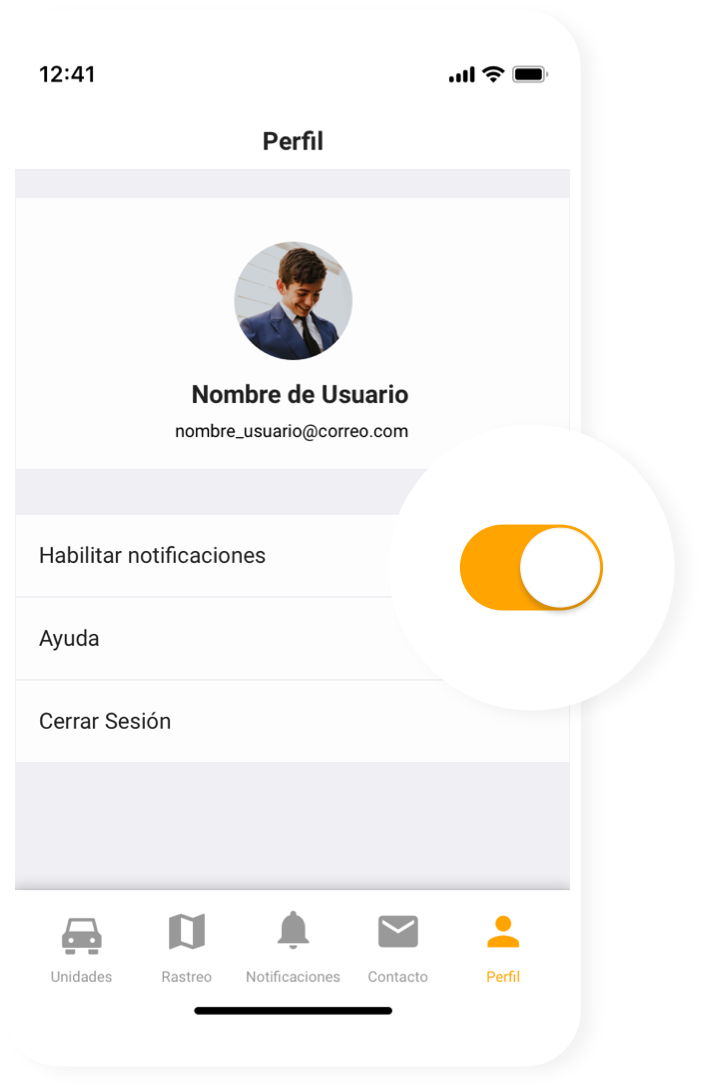 12:41
Perfil
Nombre de Usuario
nombre_usuario@correo.com
Habilitar notificaciones
Ayuda
Cerrar Sesión
Unidades Rastreo Notificaciones Contacto Perfil